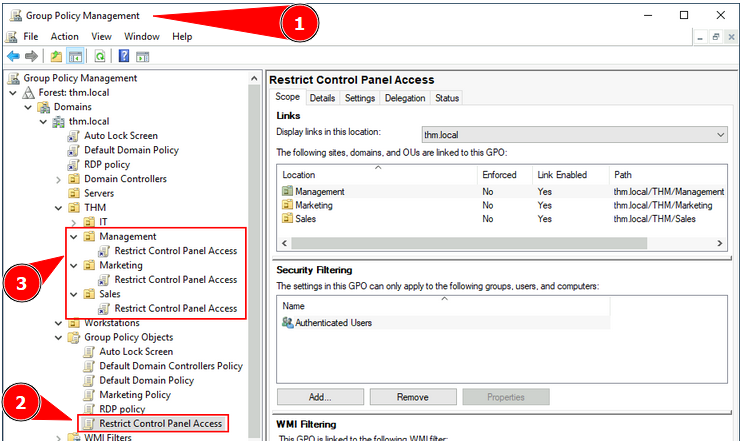 Group Policy Management
1
File Action View Window Help
Group Policy Management
Forest: thm.local
Domains
thm.local
Auto Lock Screen
Default Domain Policy
RDP policy
Domain Controllers
Servers
THM
IT
Management
Restrict Control Panel Access
Marketing
Restrict Control Panel Access
Sales
Restrict Control Panel Access
3
Workstations
Group Policy Objects
Auto Lock Screen
Default Domain Controllers Policy
Default Domain Policy
Marketing Policy
RDP policy
2
Restrict Control Panel Access
WMI Filters
Restrict Control Panel Access
Scope Details Settings Delegation Status
Links
Display links in this location: thm.local
The following sites, domains, and OUs are linked to this GPO:
Location Enforced Link Enabled Path
Management No Yes thm.local/THM/Management
Marketing No Yes thm.local/THM/Marketing
Sales No Yes thm.local/THM/Sales
Security Filtering
The settings in this GPO can only apply to the following groups, users, and computers:
Name
Authenticated Users
Add... Remove Properties
WMI Filtering
This GPO is linked to the following WMI filter: